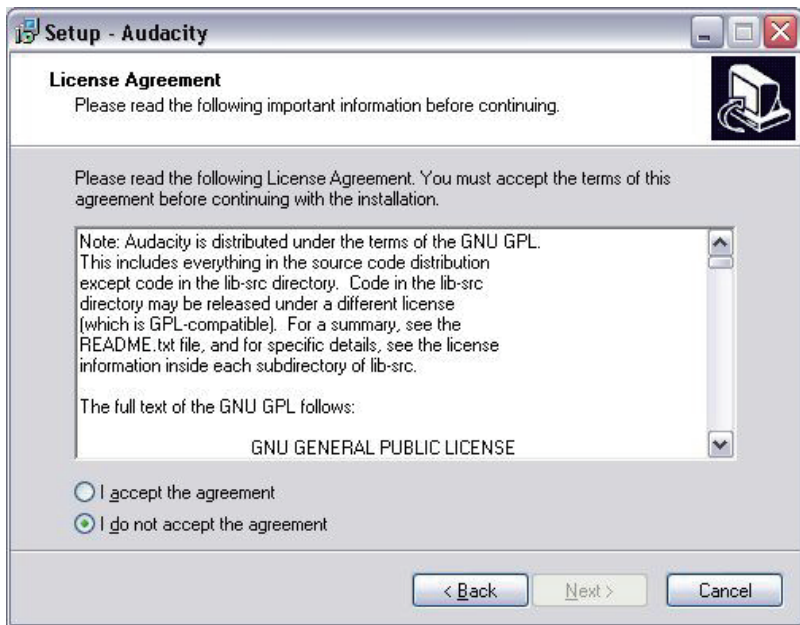 Setup - Audacity
License Agreement
Please read the following important information before continuing.
Please read the following License Agreement. You must accept the terms of this
agreement before continuing with the installation.
Note: Audacity is distributed under the terms of the GNU GPL.
This includes everything in the source code distribution
except code in the lib-src directory.  Code in the lib-src
directory may be released under a different license
(which is GPL-compatible).  For a summary, see the
README.txt file, and for specific details, see the license
information inside each subdirectory of lib-src.
The full text of the GNU GPL follows:
GNU GENERAL PUBLIC LICENSE
I accept the agreement
I do not accept the agreement
< Back
Next >
Cancel